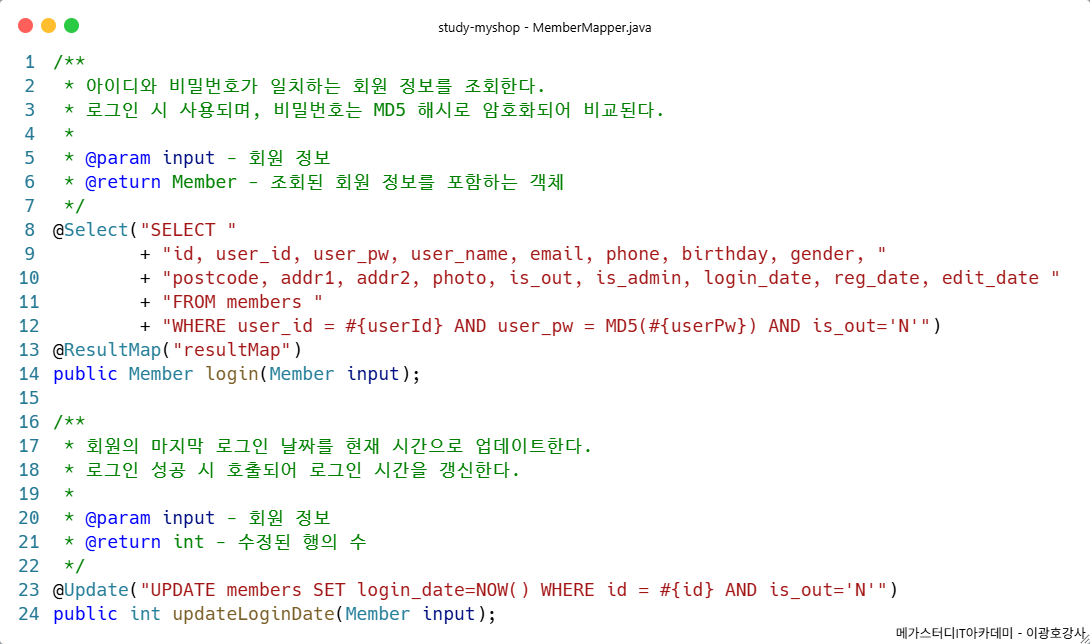 study-myshop - MemberMapper.java
1 /**
2  * 아이디와 비밀번호가 일치하는 회원 정보를 조회한다.
3  * 로그인 시 사용되며, 비밀번호는 MD5 해시로 암호화되어 비교된다.
4  *
5  * @param input - 회원 정보
6  * @return Member - 조회된 회원 정보를 포함하는 객체
7  */
8 @Select("SELECT "
9         + "id, user_id, user_pw, user_name, email, phone, birthday, gender, "
10         + "postcode, addr1, addr2, photo, is_out, is_admin, login_date, reg_date, edit_date "
11         + "FROM members "
12         + "WHERE user_id = #{userId} AND user_pw = MD5(#{userPw}) AND is_out='N'")
13 @ResultMap("resultMap")
14 public Member login(Member input);
15
16 /**
17  * 회원의 마지막 로그인 날짜를 현재 시간으로 업데이트한다.
18  * 로그인 성공 시 호출되어 로그인 시간을 갱신한다.
19  *
20  * @param input - 회원 정보
21  * @return int - 수정된 행의 수
22  */
23 @Update("UPDATE members SET login_date=NOW() WHERE id = #{id} AND is_out='N'")
24 public int updateLoginDate(Member input);
메가스터디IT아카데미 - 이광호강사